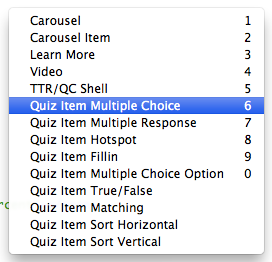 Carousel 1
Carousel Item 2
Learn More 3
Video 4
TTR/QC Shell 5
Quiz Item Multiple Choice 6
Quiz Item Multiple Response 7
Quiz Item Hotspot 8
Quiz Item Fillin 9
Quiz Item Multiple Choice Option 0
Quiz Item True/False
Quiz Item Matching
Quiz Item Sort Horizontal
Quiz Item Sort Vertical